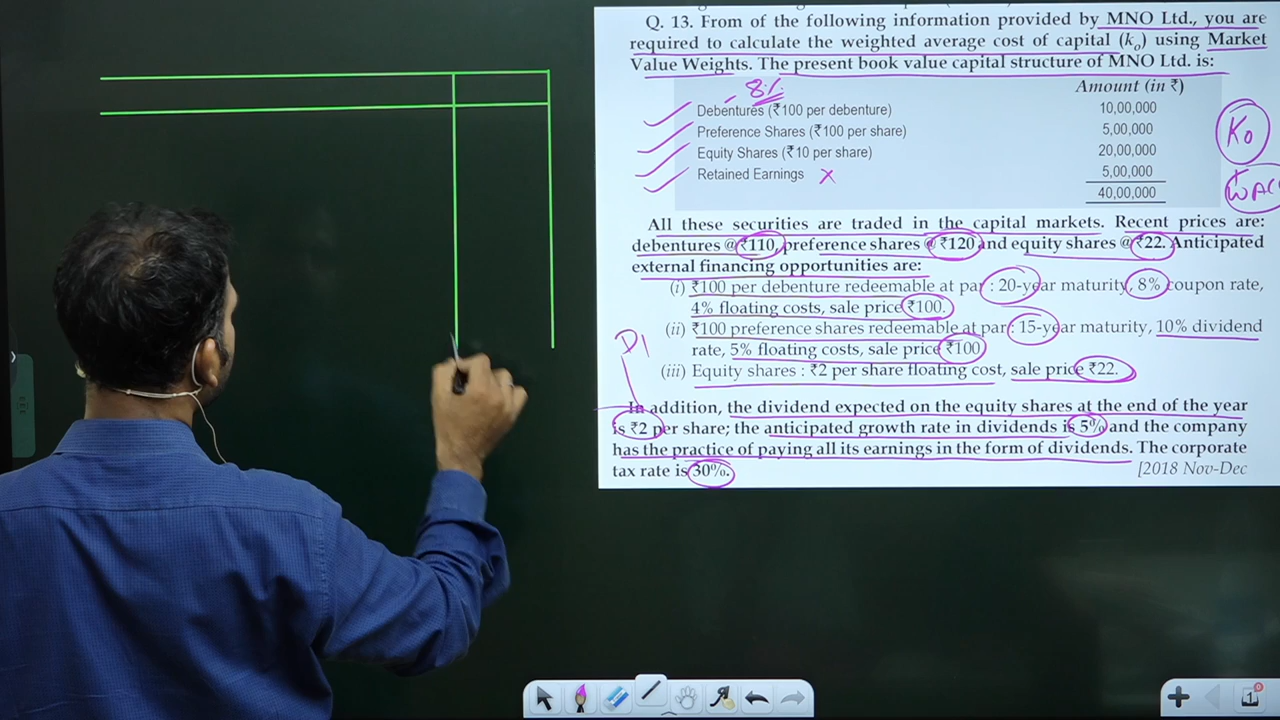 Q. 13. From of the following information provided by MNO Ltd., you are
required to calculate the weighted average cost of capital (kₒ) using Market
Value Weights. The present book value capital structure of MNO Ltd. is:
Amount (in ₹)
8%
Debentures (₹100 per debenture) 10,00,000
Preference Shares (₹100 per share) 5,00,000
Equity Shares (₹10 per share) 20,00,000
Retained Earnings X 5,00,000
40,00,000
Ko
WAC
All these securities are traded in the capital markets. Recent prices are:
debentures @ ₹110, preference shares @ ₹120 and equity shares @ ₹22. Anticipated
external financing opportunities are:
(i) ₹100 per debenture redeemable at par : 20-year maturity, 8% coupon rate,
4% floating costs, sale price ₹100.
(ii) ₹100 preference shares redeemable at par : 15-year maturity, 10% dividend
rate, 5% floating costs, sale price ₹100
(iii) Equity shares : ₹2 per share floating cost, sale price ₹22.
D1
In addition, the dividend expected on the equity shares at the end of the year
is ₹2 per share; the anticipated growth rate in dividends is 5% and the company
has the practice of paying all its earnings in the form of dividends. The corporate
tax rate is 30%. [2018 Nov-Dec
1